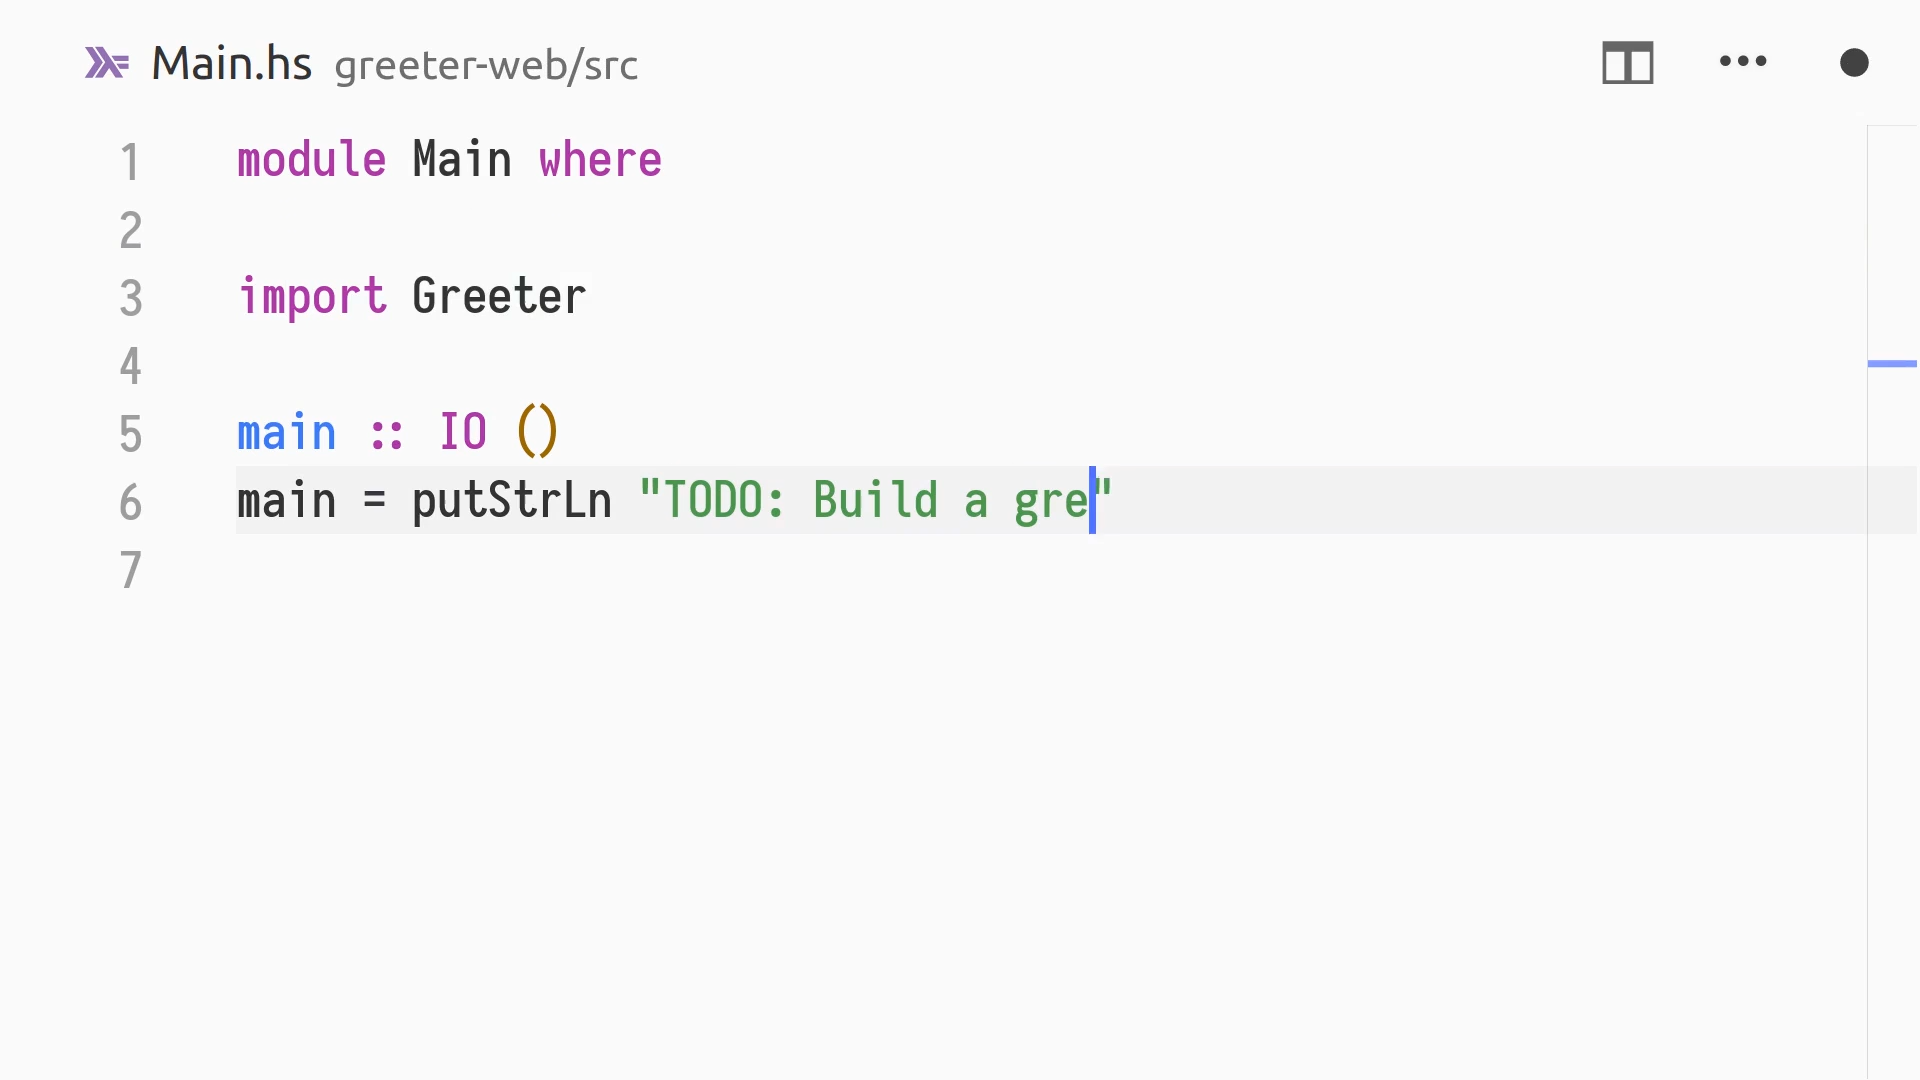 Main.hs greeter-web/src
1 module Main where
2
3 import Greeter
4
5 main :: IO ()
6 main = putStrLn "TODO: Build a gre"
7